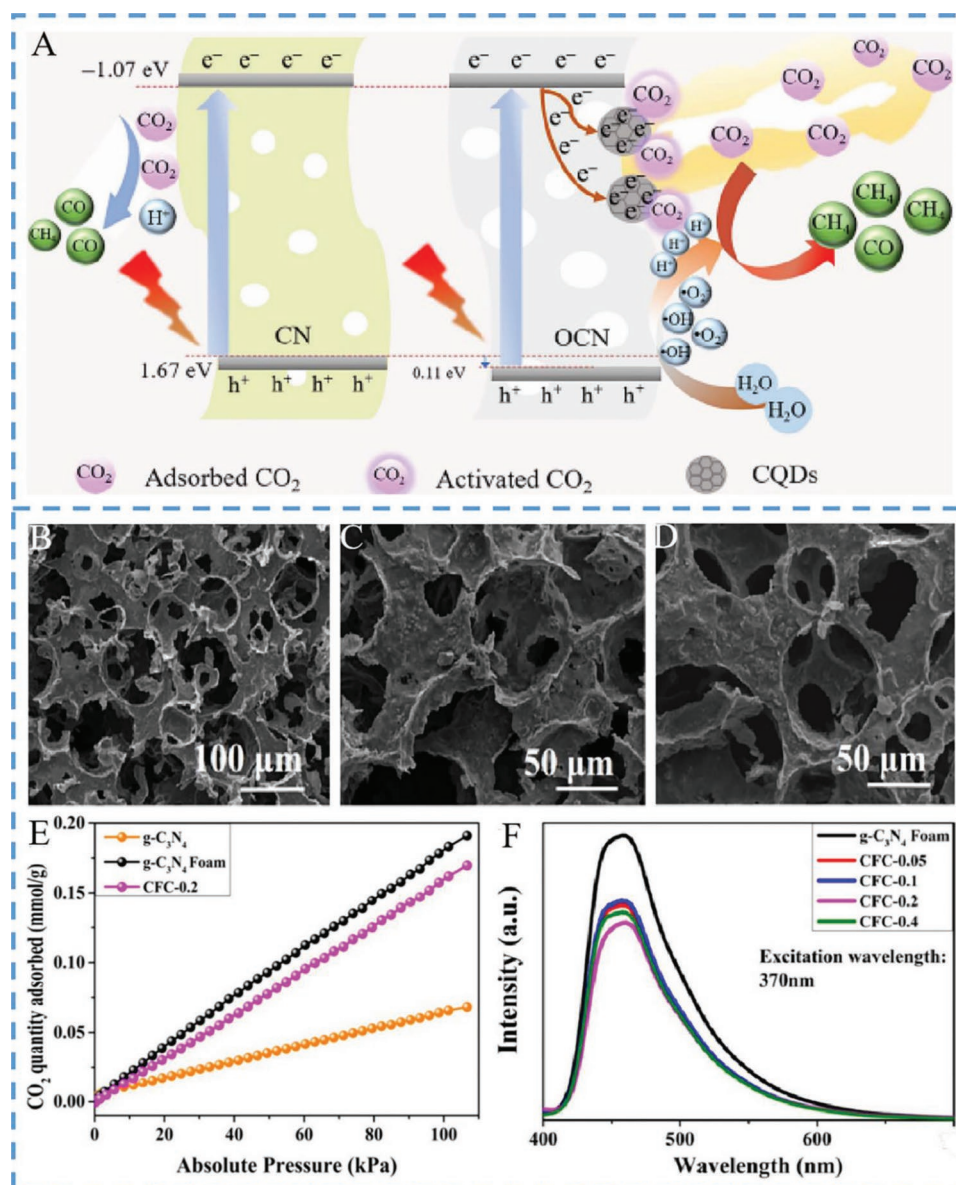 A
e⁻ e⁻ e⁻ e⁻
e⁻ e⁻ e⁻ e⁻
−1.07 eV
CO₂
CO₂
H⁺
CO
CH₄
CO
CO
e⁻
e⁻
e⁻
e⁻
e⁻
e⁻ e⁻
e⁻ e⁻
e⁻
e⁻ e⁻
e⁻
CO₂
CO₂
CO₂
CO₂
CO₂
CO₂
CO₂
CO₂
H⁺
H⁺
H⁺
CH₄
CH₄
CH₄
CO
•O₂⁻
•OH
•O₂⁻
•OH
H₂O
H₂O
CN
OCN
1.67 eV
0.11 eV
h⁺ h⁺ h⁺ h⁺
h⁺ h⁺ h⁺ h⁺
CO₂ Adsorbed CO₂
CO₂ Activated CO₂
CQDs
B
100 µm
C
50 µm
D
50 µm
E
g-C₃N₄
g-C₃N₄ Foam
CFC-0.2
CO₂ quantity adsorbed (mmol/g)
0.20
0.15
0.10
0.05
0.00
0 20 40 60 80 100
Absolute Pressure (kPa)
F
g-C₃N₄ Foam
CFC-0.05
CFC-0.1
CFC-0.2
CFC-0.4
Excitation wavelength:
370nm
Intensity (a.u.)
400 500 600
Wavelength (nm)